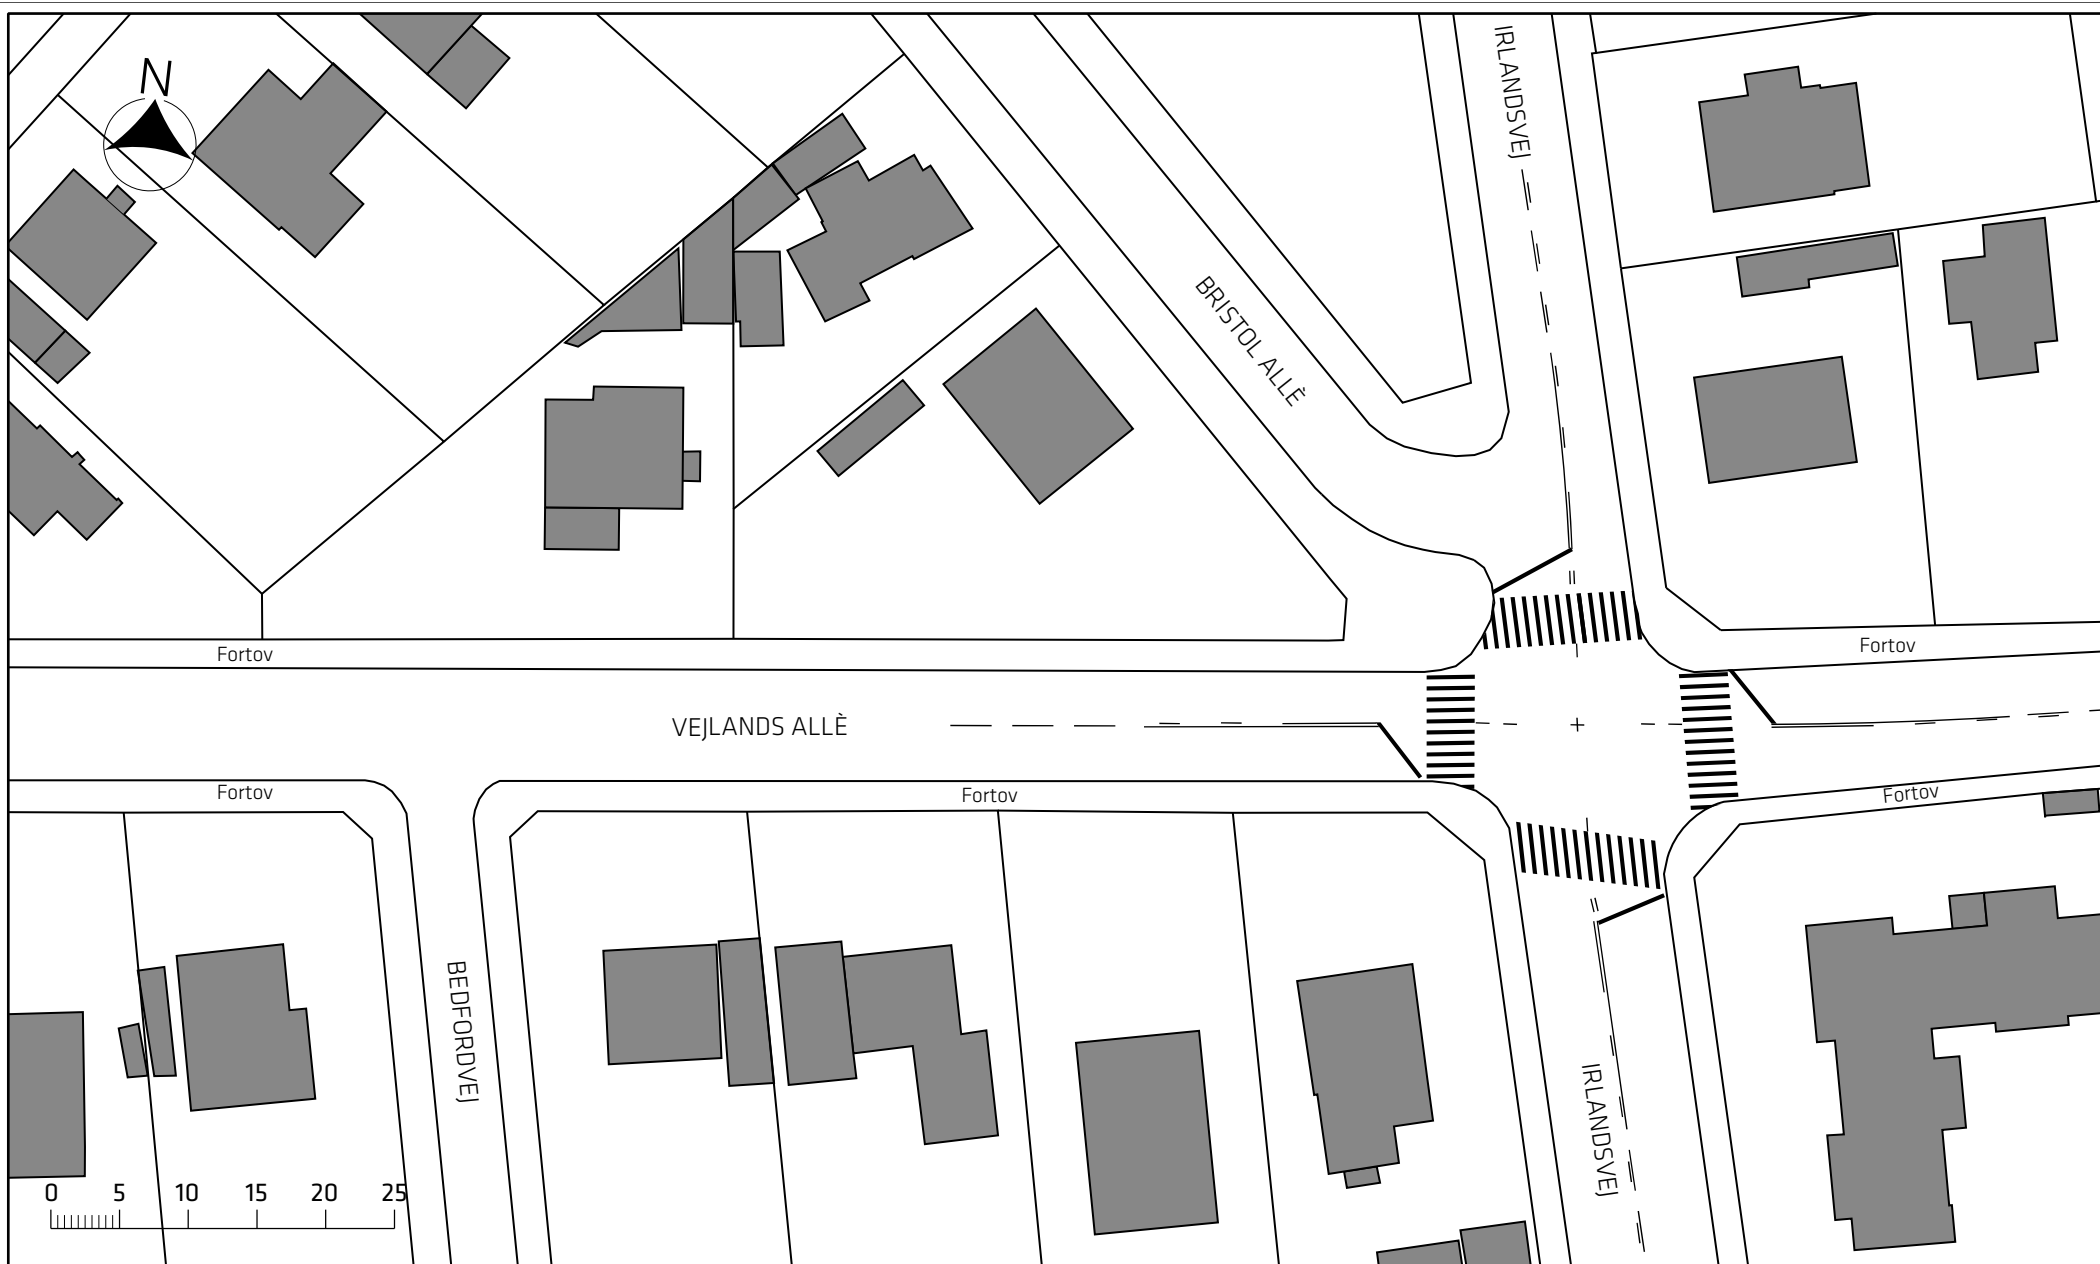 N
IRLANDSVEJ
BRISTOL ALLÈ
Fortov
Fortov
VEJLANDS ALLÈ
Fortov
Fortov
Fortov
BEDFORDVEJ
IRLANDSVEJ
0 5 10 15 20 25